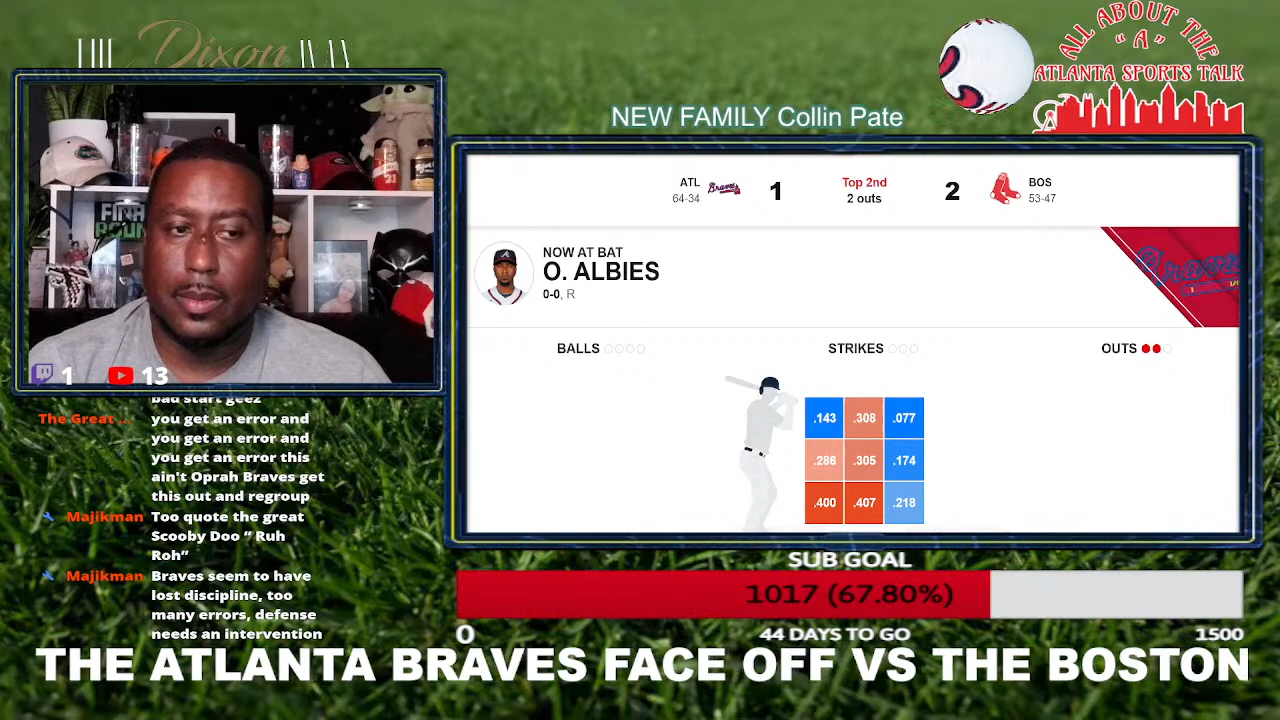 Dixon
ALL ABOUT THE
"A"
ATLANTA SPORTS TALK
NEW FAMILY Collin Pate
ATL
64-34
Braves
1
Top 2nd
2 outs
2
BOS
53-47
NOW AT BAT
O. ALBIES
0-0, R
Braves
BALLS
STRIKES
OUTS
.143 .308 .077
.286 .305 .174
.400 .407 .218
1
13
bad start geez
The Great ... you get an error and
you get an error and
you get an error this
ain't Oprah Braves get
this out and regroup
Majikman Too quote the great
Scooby Doo “ Ruh
Roh”
Majikman Braves seem to have
lost discipline, too
many errors, defense
needs an intervention
SUB GOAL
1017 (67.80%)
0 44 DAYS TO GO 1500
THE ATLANTA BRAVES FACE OFF VS THE BOSTON